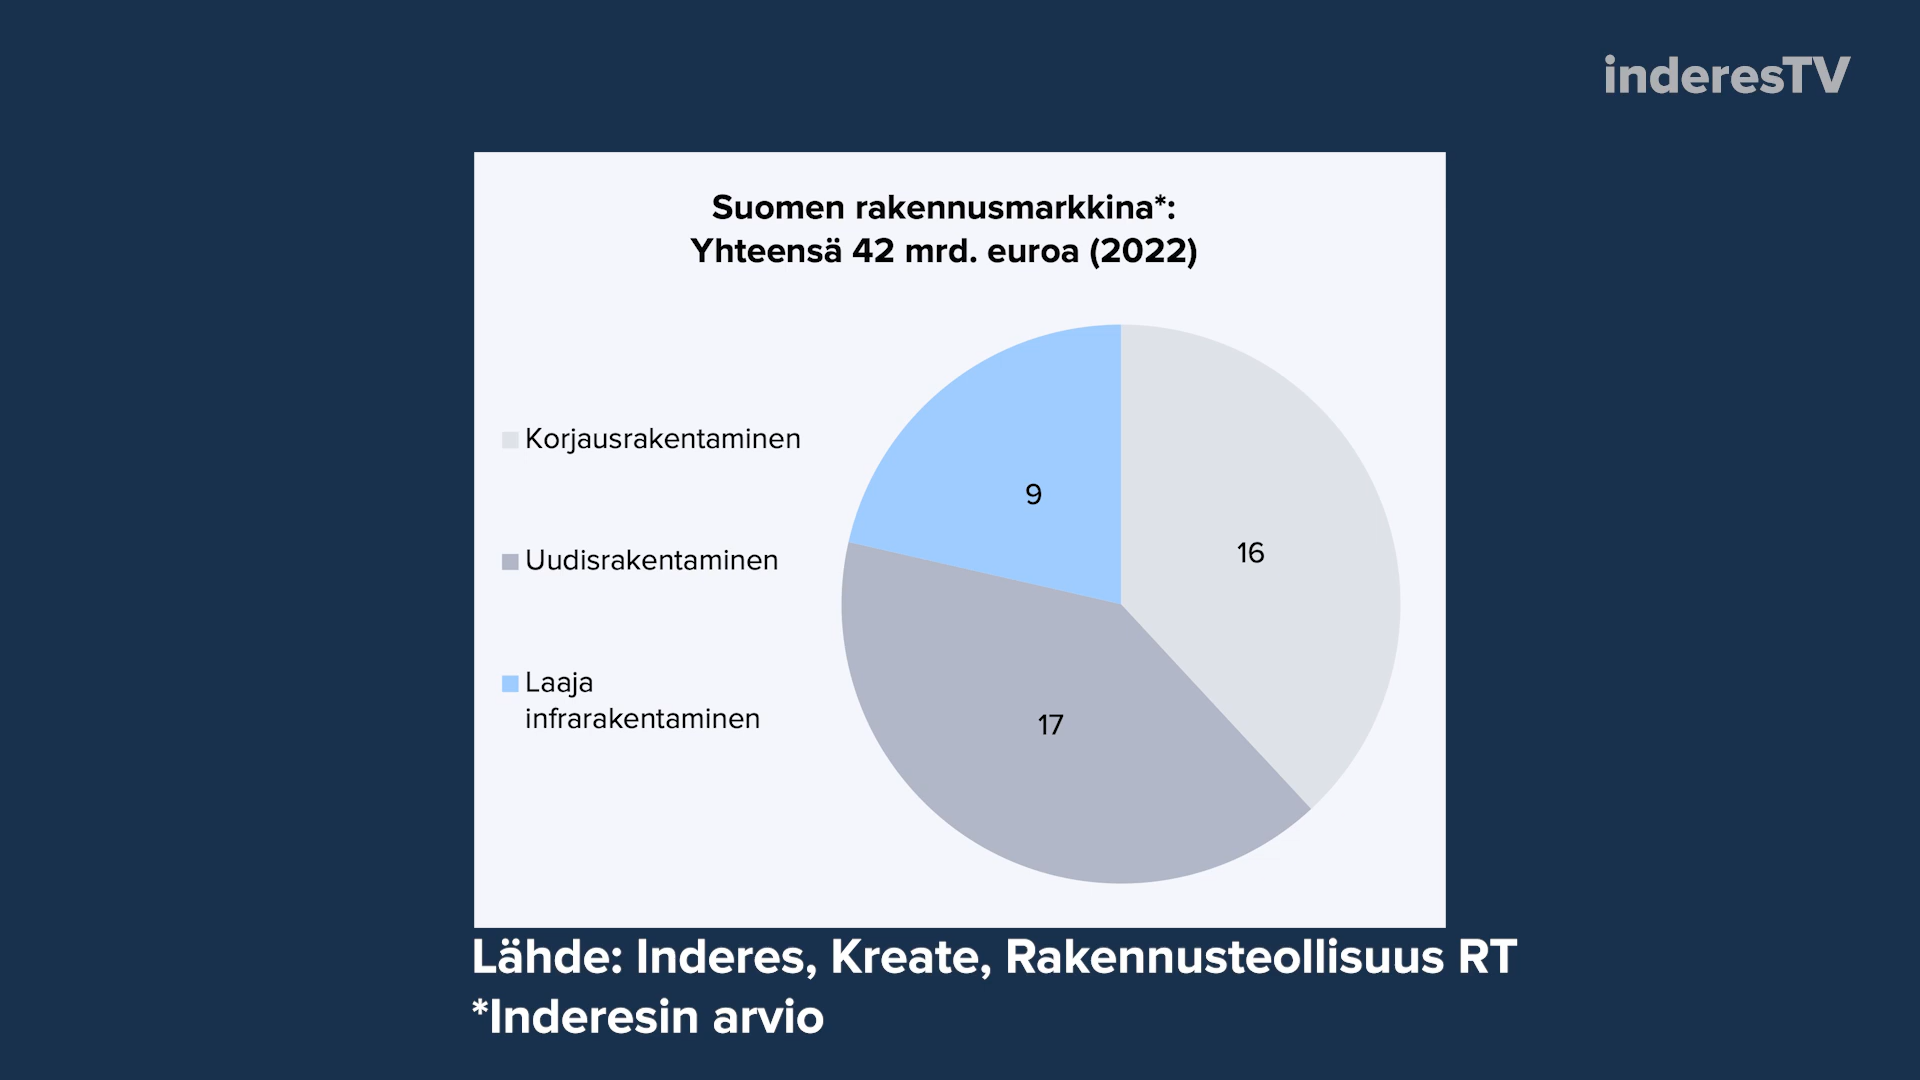 inderesTV
Suomen rakennusmarkkina*:
Yhteensä 42 mrd. euroa (2022)
Korjausrakentaminen
Uudisrakentaminen
Laaja
infrarakentaminen
9
16
17
Lähde: Inderes, Kreate, Rakennusteollisuus RT
*Inderesin arvio